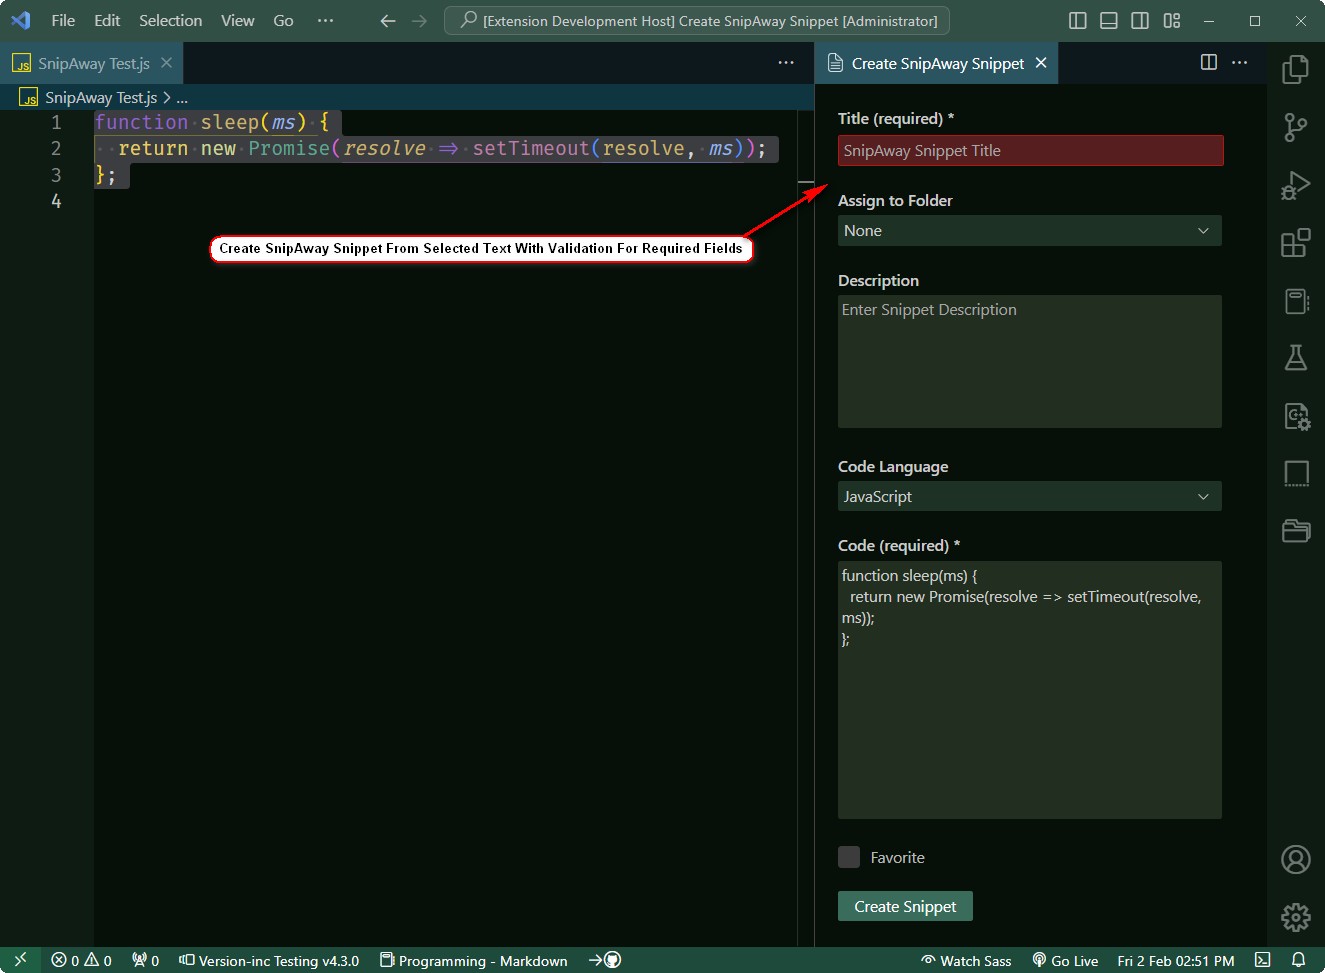 File Edit Selection View Go ···
[Extension Development Host] Create SnipAway Snippet [Administrator]
JS SnipAway Test.js
JS SnipAway Test.js > ...
1 function sleep(ms) {
2 return new Promise(resolve => setTimeout(resolve, ms));
3 };
4
Create SnipAway Snippet From Selected Text With Validation For Required Fields
Create SnipAway Snippet
Title (required) *
SnipAway Snippet Title
Assign to Folder
None
Description
Enter Snippet Description
Code Language
JavaScript
Code (required) *
function sleep(ms) {
return new Promise(resolve => setTimeout(resolve,
ms));
};
Favorite
Create Snippet
0 0 0 Version-inc Testing v4.3.0 Programming - Markdown Watch Sass Go Live Fri 2 Feb 02:51 PM